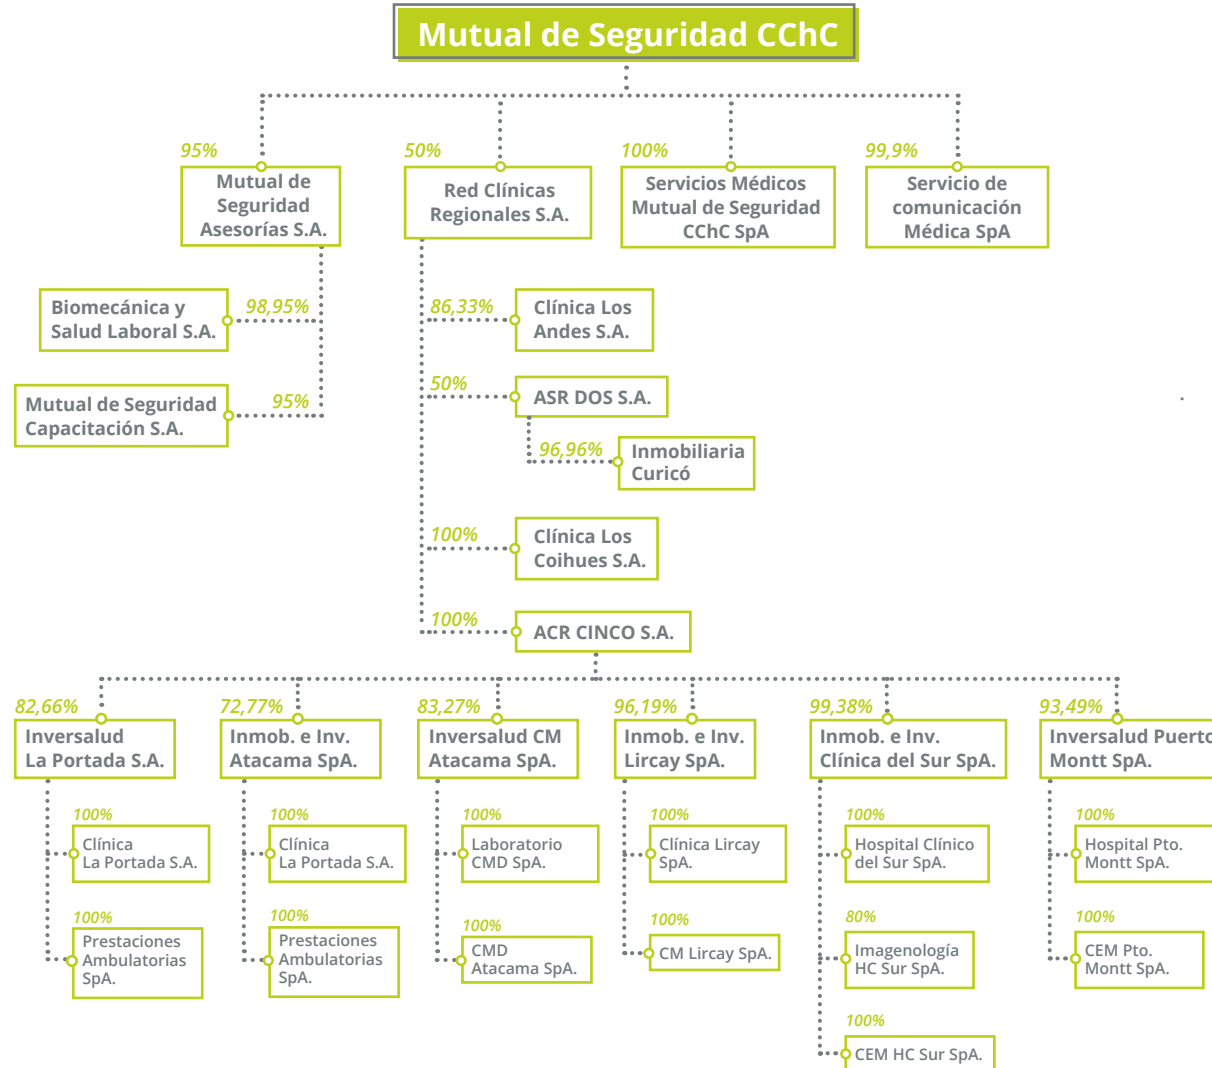 Mutual de Seguridad CChC
95%
Mutual de
Seguridad
Asesorías S.A.
50%
Red Clínicas
Regionales S.A.
100%
Servicios Médicos
Mutual de Seguridad
CChC SpA
99,9%
Servicio de
comunicación
Médica SpA
Biomecánica y
Salud Laboral S.A.
98,95%
Mutual de Seguridad
Capacitación S.A.
95%
86,33%
Clínica Los
Andes S.A.
50%
ASR DOS S.A.
96,96%
Inmobiliaria
Curicó
100%
Clínica Los
Coihues S.A.
100%
ACR CINCO S.A.
82,66%
Inversalud
La Portada S.A.
100%
Clínica
La Portada S.A.
100%
Prestaciones
Ambulatorias
SpA.
72,77%
Inmob. e Inv.
Atacama SpA.
100%
Clínica
La Portada S.A.
100%
Prestaciones
Ambulatorias
SpA.
83,27%
Inversalud CM
Atacama SpA.
100%
Laboratorio
CMD SpA.
100%
CMD
Atacama SpA.
96,19%
Inmob. e Inv.
Lircay SpA.
100%
Clínica Lircay
SpA.
100%
CM Lircay SpA.
99,38%
Inmob. e Inv.
Clínica del Sur SpA.
100%
Hospital Clínico
del Sur SpA.
80%
Imagenología
HC Sur SpA.
100%
CEM HC Sur SpA.
93,49%
Inversalud Puerto
Montt SpA.
100%
Hospital Pto.
Montt SpA.
100%
CEM Pto.
Montt SpA.